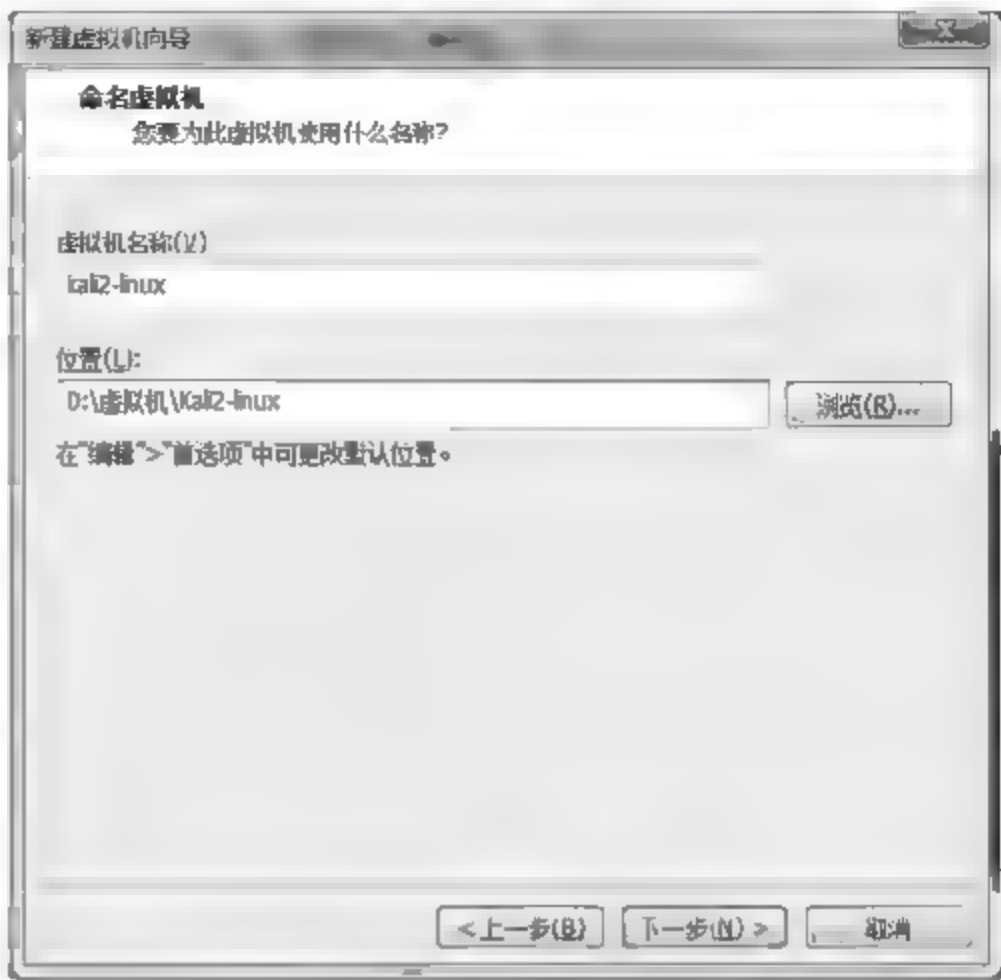 新建虚拟机向导
命名虚拟机
您要为此虚拟机使用什么名称?
虚拟机名称(V)
kali2-linux
位置(L):
D:\虚拟机\Kali2-linux
浏览(R)...
在"编辑">"首选项"中可更改默认位置。
<上一步(B)
下一步(N) >
取消